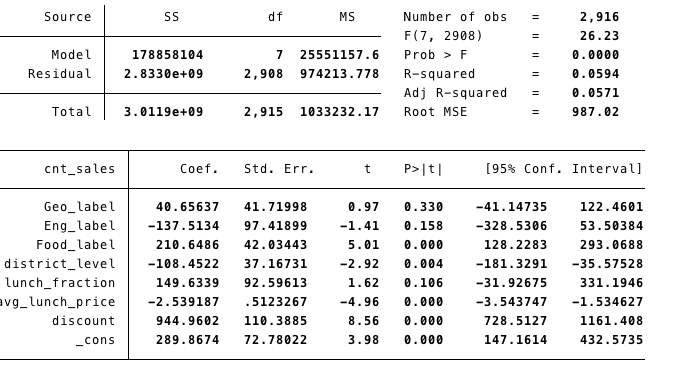 Source SS df MS Number of obs = 2,916
F(7, 2908) = 26.23
Model 178858104 7 25551157.6 Prob > F = 0.0000
Residual 2.8330e+09 2,908 974213.778 R-squared = 0.0594
Adj R-squared = 0.0571
Total 3.0119e+09 2,915 1033232.17 Root MSE = 987.02
cnt_sales Coef. Std. Err. t P>|t| [95% Conf. Interval]
Geo_label 40.65637 41.71998 0.97 0.330 -41.14735 122.4601
Eng_label -137.5134 97.41899 -1.41 0.158 -328.5306 53.50384
Food_label 210.6486 42.03443 5.01 0.000 128.2283 293.0688
district_level -108.4522 37.16731 -2.92 0.004 -181.3291 -35.57528
lunch_fraction 149.6339 92.59613 1.62 0.106 -31.92675 331.1946
avg_lunch_price -2.539187 .5123267 -4.96 0.000 -3.543747 -1.534627
discount 944.9602 110.3885 8.56 0.000 728.5127 1161.408
_cons 289.8674 72.78022 3.98 0.000 147.1614 432.5735